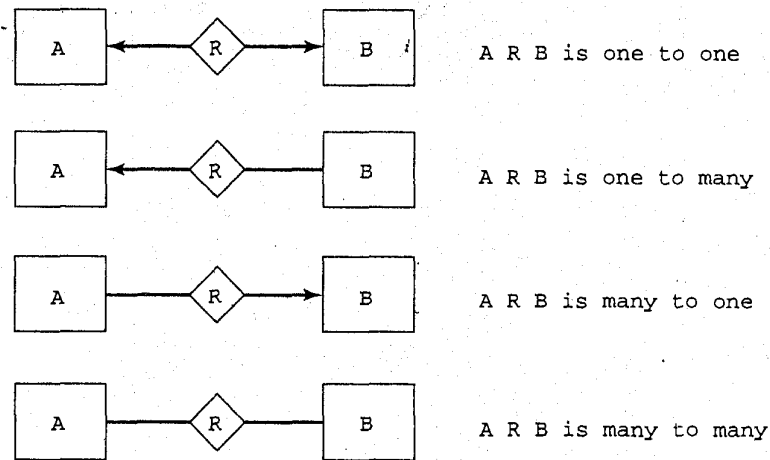 A R B A R B is one to one
A R B A R B is one to many
A R B A R B is many to one
A R B A R B is many to many